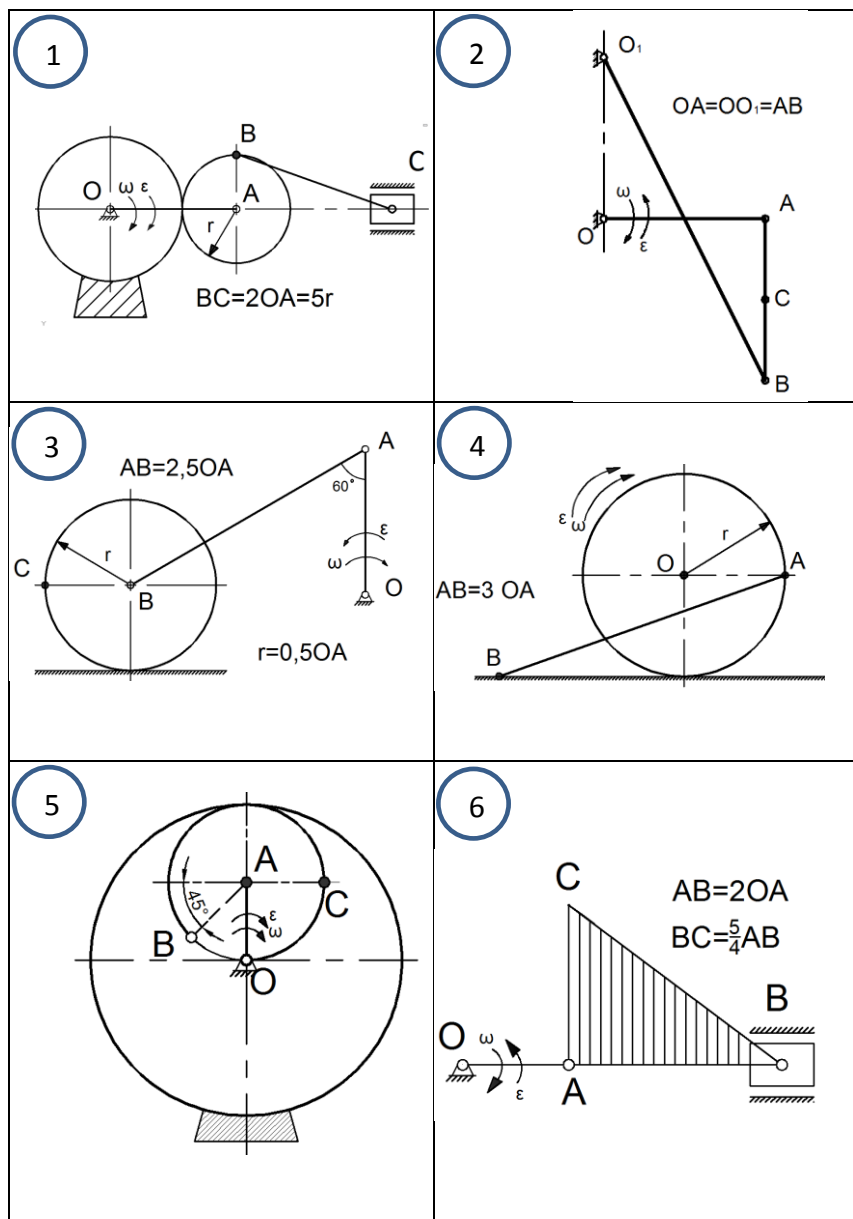 1
B
C
O
ω ε
A
r
BC=2OA=5r
2
O₁
OA=OO₁=AB
ω
A
O
ε
C
B
3
A
AB=2,5OA
60°
r
ε
C
ω
B
O
r=0,5OA
4
ε
ω
r
O
A
AB=3 OA
B
5
A
C
45°
ε
B
ω
O
6
C
AB=2OA
BC=5/4AB
B
O
ω
A
ε